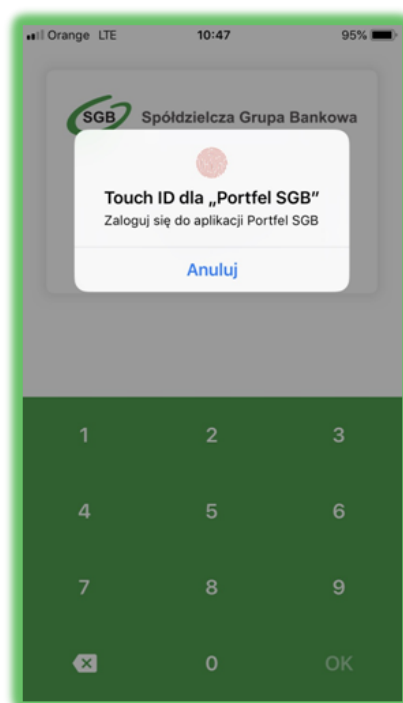 Orange LTE 10:47 95%
SGB Spółdzielcza Grupa Bankowa
Touch ID dla „Portfel SGB”
Zaloguj się do aplikacji Portfel SGB
Anuluj
1 2 3
4 5 6
7 8 9
0 OK